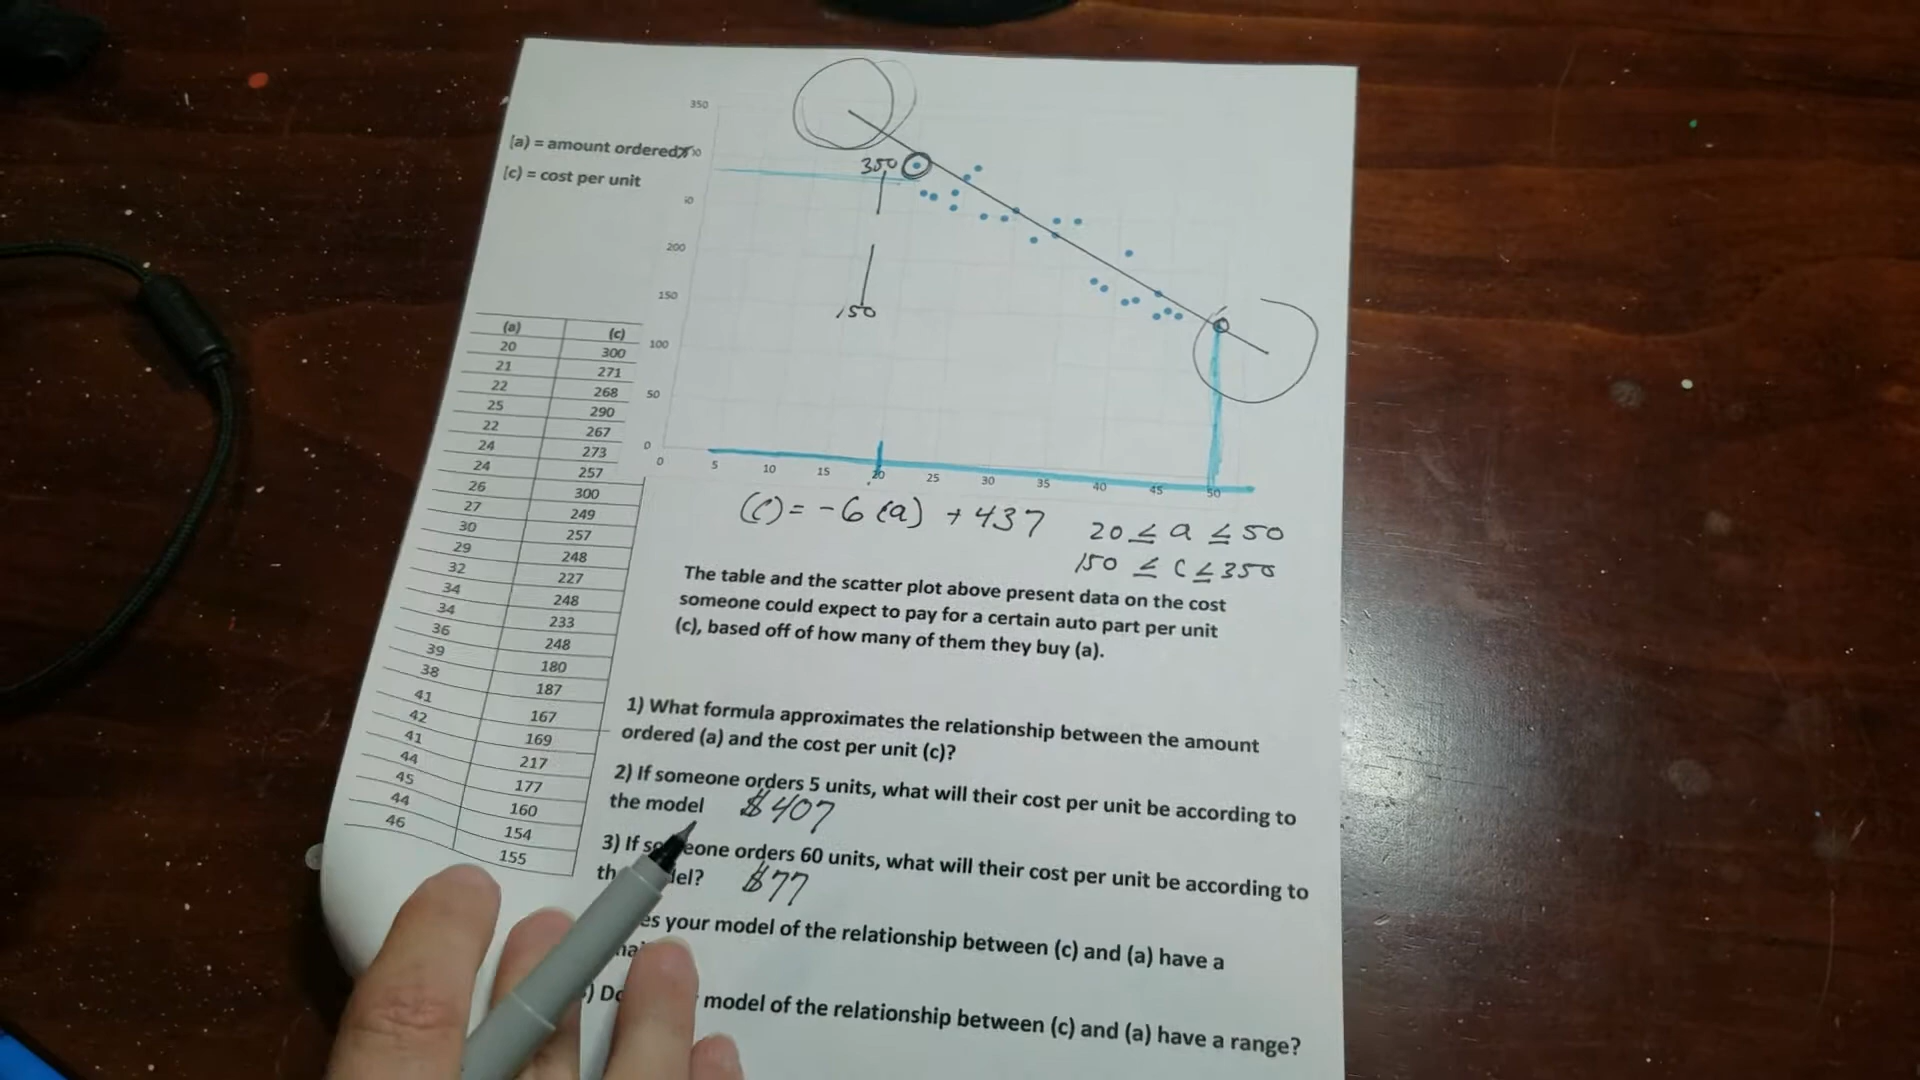 (a) = amount ordered
(c) = cost per unit
350
200
150
100
50
0
0 5 10 15 20 25 30 35 40 45 50
350
150
(a) (c)
20 300
21 271
22 268
25 290
22 267
24 273
24 257
26 300
27 249
30 257
29 248
32 227
34 248
34 233
36 248
39 180
38 187
41 167
42 169
41 217
44 177
45 160
44 154
46 155
(c) = -6(a) + 437
20 ≤ a ≤ 50
150 ≤ c ≤ 350
The table and the scatter plot above present data on the cost
someone could expect to pay for a certain auto part per unit
(c), based off of how many of them they buy (a).
1) What formula approximates the relationship between the amount
ordered (a) and the cost per unit (c)?
2) If someone orders 5 units, what will their cost per unit be according to
the model $407
3) If someone orders 60 units, what will their cost per unit be according to
$77
your model of the relationship between (c) and (a) have a
model of the relationship between (c) and (a) have a range?